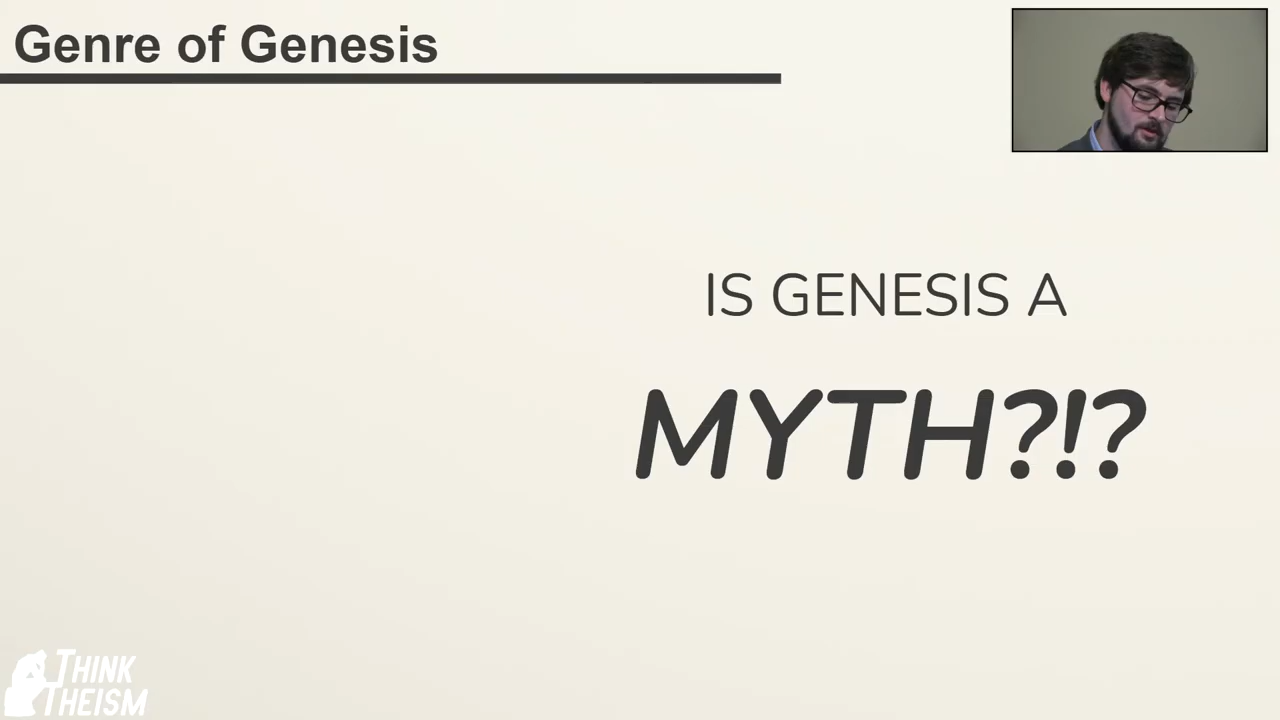 Genre of Genesis
IS GENESIS A
MYTH?!?
THINK
THEISM